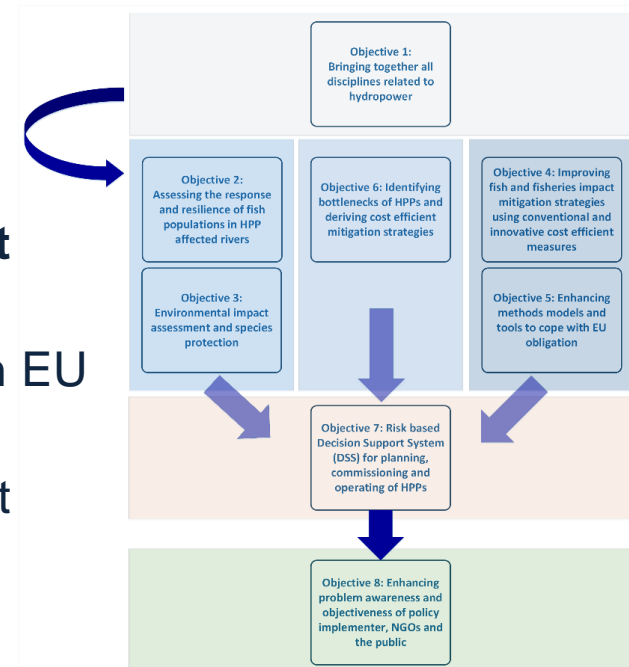 Objective 1:
Bringing together all
disciplines related to
hydropower
Objective 2:
Assessing the response
and resilience of fish
populations in HPP
affected rivers
Objective 3:
Environmental impact
assessment and species
protection
Objective 6: Identifying
bottlenecks of HPPs and
deriving cost efficient
mitigation strategies
Objective 4: Improving
fish and fisheries impact
mitigation strategies
using conventional and
innovative cost efficient
measures
Objective 5: Enhancing
methods models and
tools to cope with EU
obligation
t
EU
t
Objective 7: Risk based
Decision Support System
(DSS) for planning,
commissioning and
operating of HPPs
Objective 8: Enhancing
problem awareness and
objectiveness of policy
implementer, NGOs and
the public